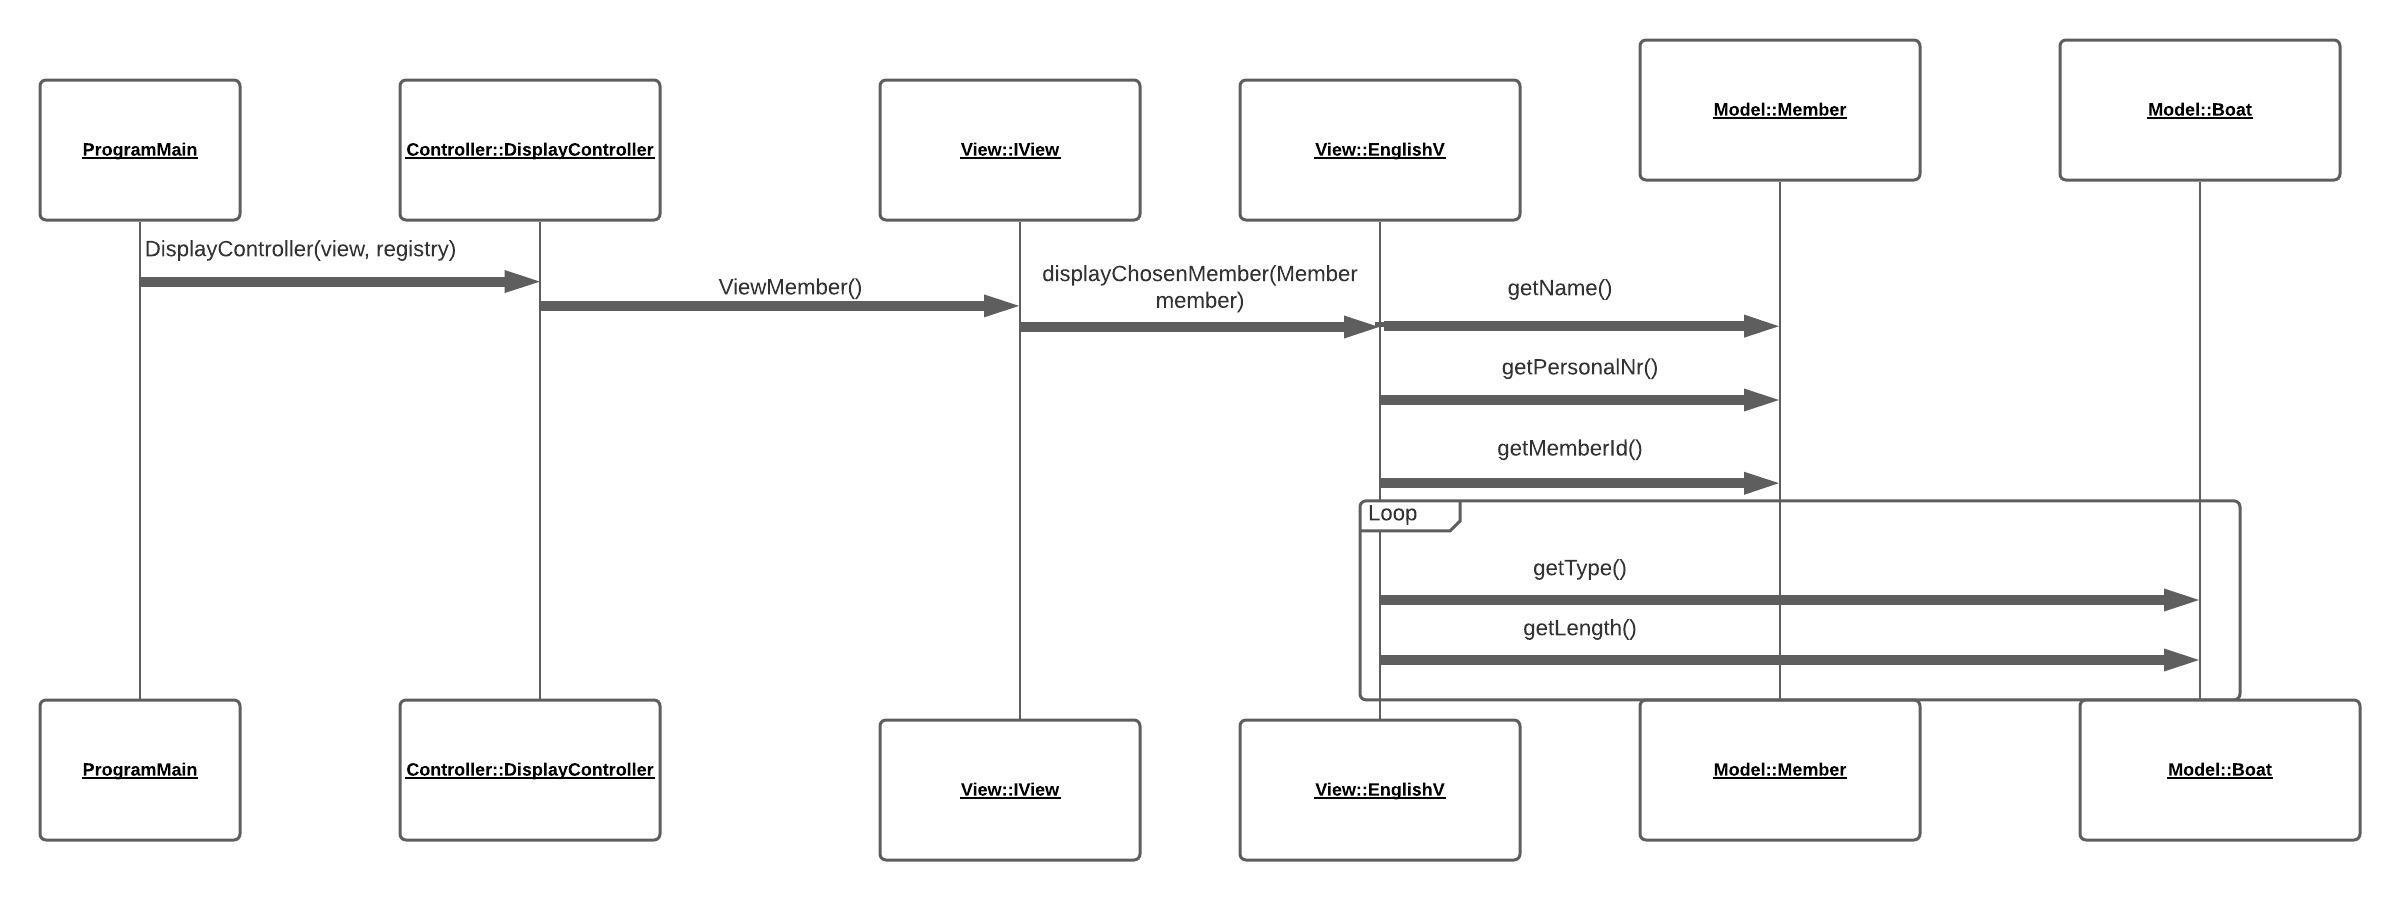 ProgramMain
Controller::DisplayController
View::IView
View::EnglishV
Model::Member
Model::Boat
DisplayController(view, registry)
ViewMember()
displayChosenMember(Member
member)
getName()
getPersonalNr()
getMemberId()
Loop
getType()
getLength()
ProgramMain
Controller::DisplayController
View::IView
View::EnglishV
Model::Member
Model::Boat